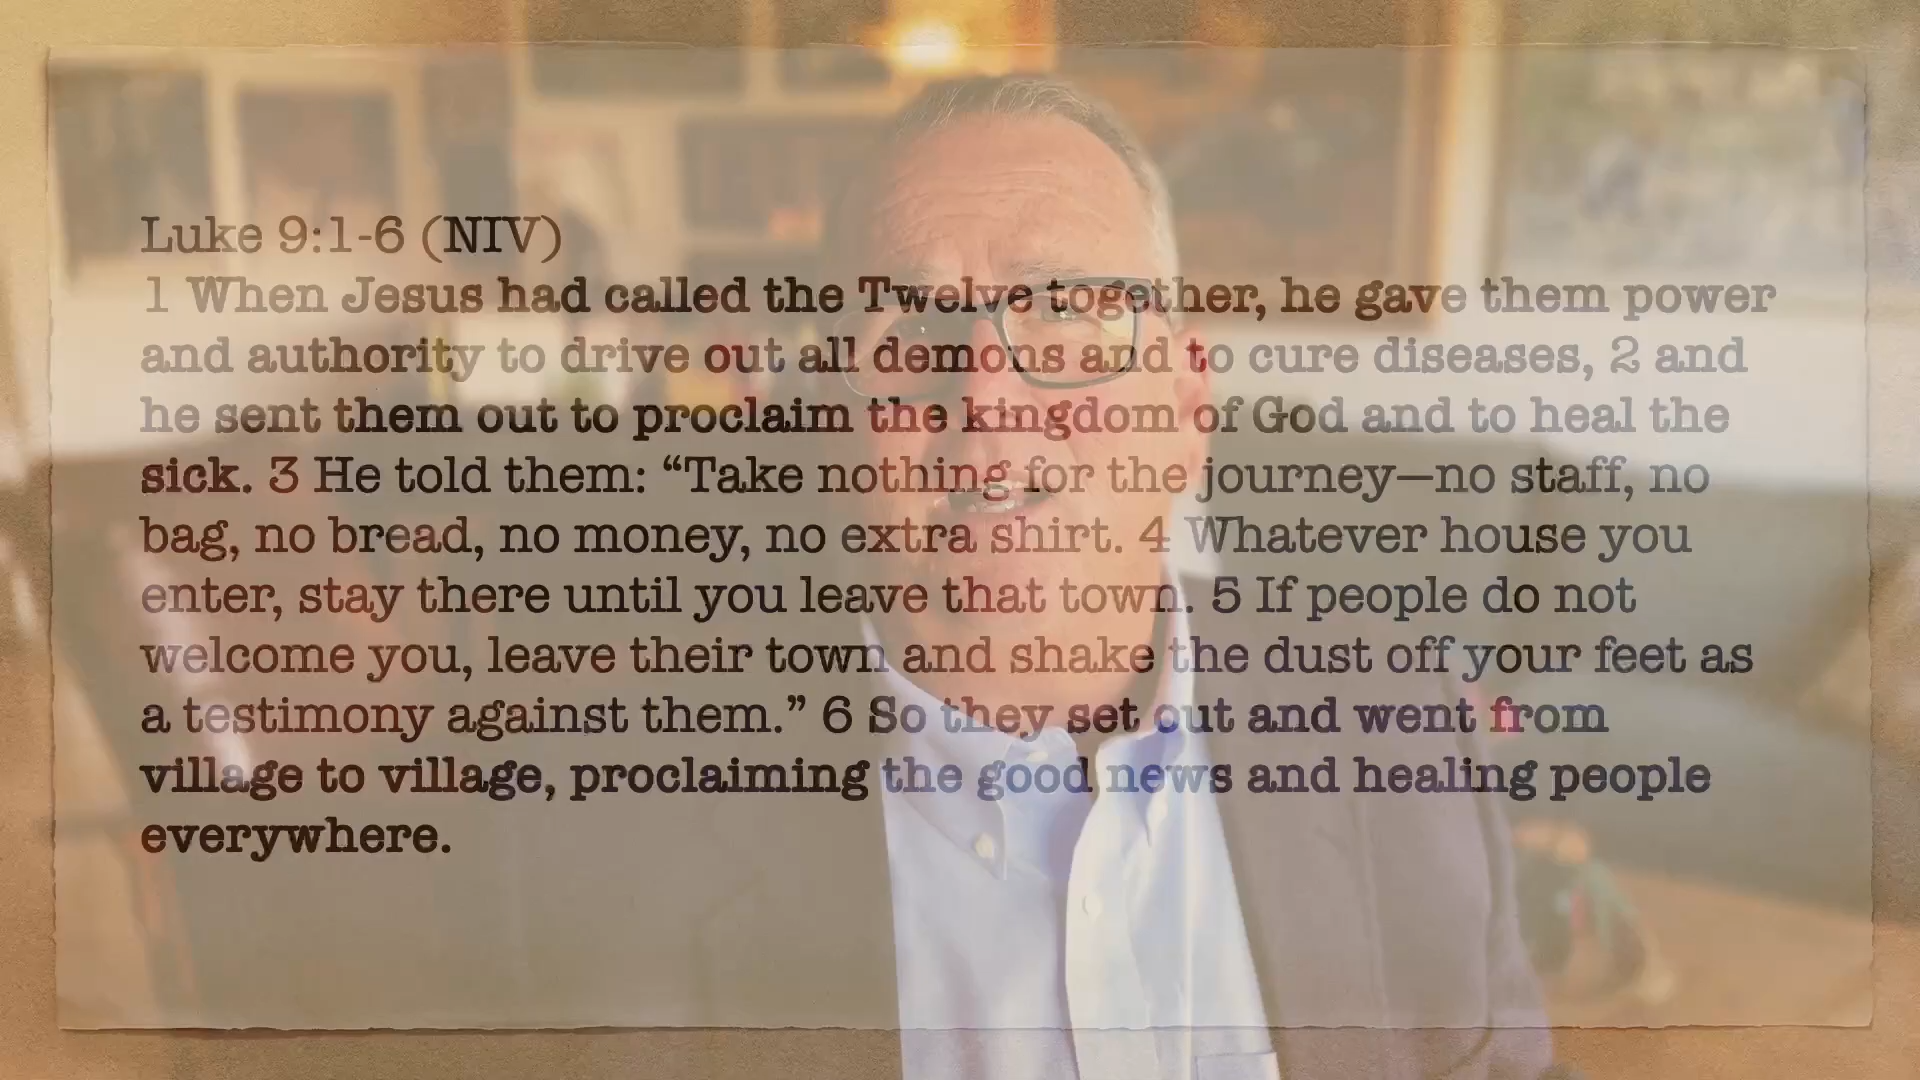 Luke 9:1-6 (NIV)
1 When Jesus had called the Twelve together, he gave them power
and authority to drive out all demons and to cure diseases, 2 and
he sent them out to proclaim the kingdom of God and to heal the
sick. 3 He told them: “Take nothing for the journey—no staff, no
bag, no bread, no money, no extra shirt. 4 Whatever house you
enter, stay there until you leave that town. 5 If people do not
welcome you, leave their town and shake the dust off your feet as
a testimony against them.” 6 So they set out and went from
village to village, proclaiming the good news and healing people
everywhere.